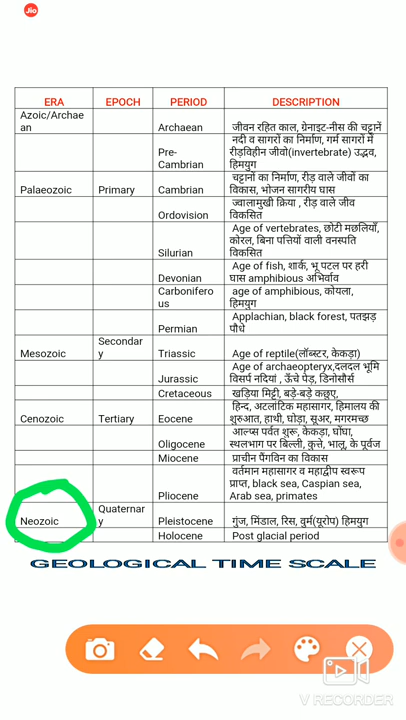 Jio
ERA EPOCH PERIOD DESCRIPTION
Azoic/Archae
an Archaean जीवन रहित काल, ग्रेनाइट-नीस की चट्टानें
नदी व सागरों का निर्माण, गर्म सागरों में
Pre- रीड़विहीन जीवो(invertebrate) उद्भव,
Cambrian हिमयुग
चट्टानों का निर्माण, रीड़ वाले जीवों का
Palaeozoic Primary Cambrian विकास, भोजन सागरीय घास
ज्वालामुखी क्रिया , रीड़ वाले जीव
Ordovision विकसित
Age of vertebrates, छोटी मछलियाँ,
कोरल, बिना पत्तियों वाली वनस्पति
Silurian विकसित
Age of fish, शार्क, भू पटल पर हरी
Devonian घास amphibious अभिर्वाव
Carbonifero age of amphibious, कोयला,
us हिमयुग
Applachian, black forest, पतझड़
Permian पौधे
Secondar
Mesozoic y Triassic Age of reptile(लॉब्स्टर, केकड़ा)
Age of archaeopteryx,दलदल भूमि
Jurassic विसर्प नदियां , ऊँचे पेड़, डिनोसौर्स
Cretaceous खड़िया मिट्टी, बड़े-बड़े कछुए,
हिन्द, अटलांटिक महासागर, हिमालय की
Cenozoic Tertiary Eocene शुरुआत, हाथी, घोड़ा, सूअर, मगरमच्छ
आल्प्स पर्वत शुरू, केकड़ा, घोंघा,
Oligocene स्थलभाग पर बिल्ली, कुत्ते, भालू, के पूर्वज
Miocene प्राचीन पैंगविन का विकास
वर्तमान महासागर व महाद्वीप स्वरूप
प्राप्त, black sea, Caspian sea,
Pliocene Arab sea, primates
Quaternar
Neozoic y Pleistocene गुंज, मिंडाल, रिस, वुर्म(यूरोप) हिमयुग
Holocene Post glacial period
GEOLOGICAL TIME SCALE
V RECORDER